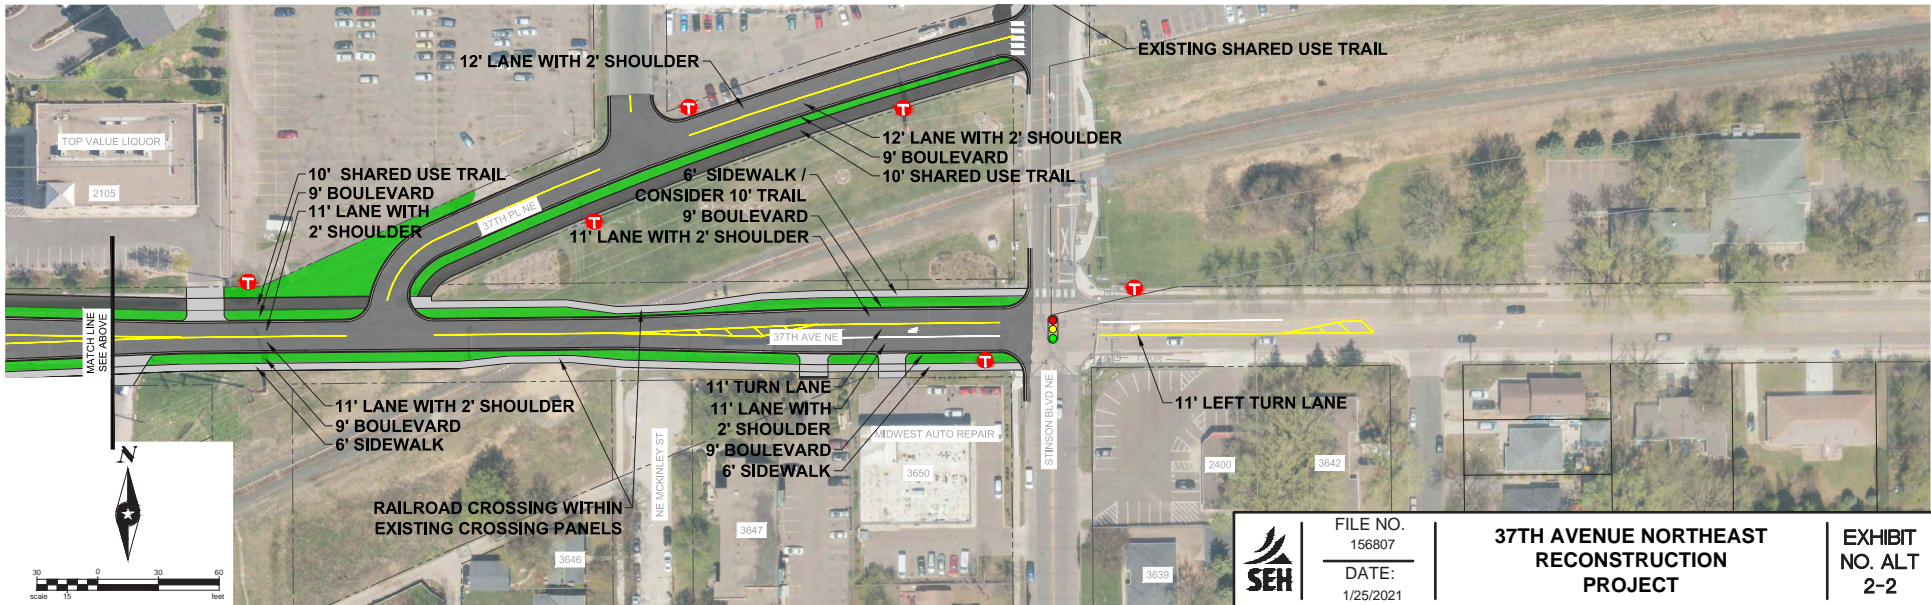 12' LANE WITH 2' SHOULDER
EXISTING SHARED USE TRAIL
12' LANE WITH 2' SHOULDER
9' BOULEVARD
10' SHARED USE TRAIL
TOP VALUE LIQUOR
2105
10' SHARED USE TRAIL
9' BOULEVARD
11' LANE WITH
2' SHOULDER
37TH PL NE
6' SIDEWALK /
CONSIDER 10' TRAIL
9' BOULEVARD
11' LANE WITH 2' SHOULDER
T
T
T
T
T
T
MATCH LINE
SEE ABOVE
37TH AVE NE
11' LANE WITH 2' SHOULDER
9' BOULEVARD
6' SIDEWALK
11' TURN LANE
11' LANE WITH
2' SHOULDER
9' BOULEVARD
6' SIDEWALK
11' LEFT TURN LANE
MIDWEST AUTO REPAIR
3650
STINSON BLVD NE
NE MCKINLEY ST
2400
3642
RAILROAD CROSSING WITHIN
EXISTING CROSSING PANELS
3647
3646
3639
N
30 0 30 60
scale 15 feet
SEH
FILE NO.
156807
DATE:
1/25/2021
37TH AVENUE NORTHEAST
RECONSTRUCTION
PROJECT
EXHIBIT
NO. ALT
2-2